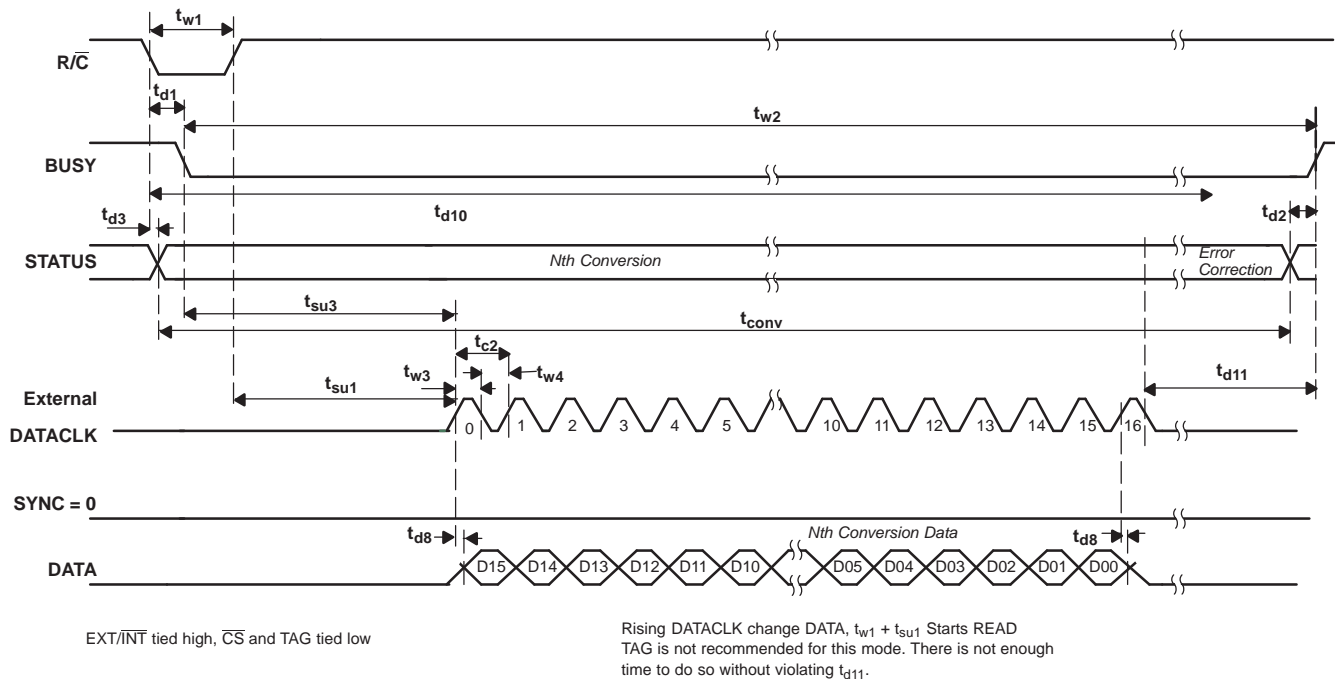 tw1
R/C̅
td1
tw2
BUSY
td3
td10
td2
STATUS
Nth Conversion
Error
Correction
tsu3
tconv
tc2
tw3
tw4
td11
tsu1
External
DATACLK
0 1 2 3 4 5 10 11 12 13 14 15 16
SYNC = 0
Nth Conversion Data
td8
td8
DATA
D15 D14 D13 D12 D11 D10 D05 D04 D03 D02 D01 D00
EXT/I̅N̅T̅ tied high, C̅S̅ and TAG tied low
Rising DATACLK change DATA, tw1 + tsu1 Starts READ
TAG is not recommended for this mode. There is not enough
time to do so without violating td11.